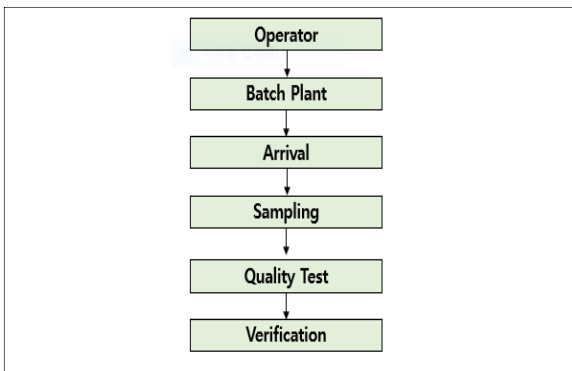 Operator
Batch Plant
Arrival
Sampling
Quality Test
Verification